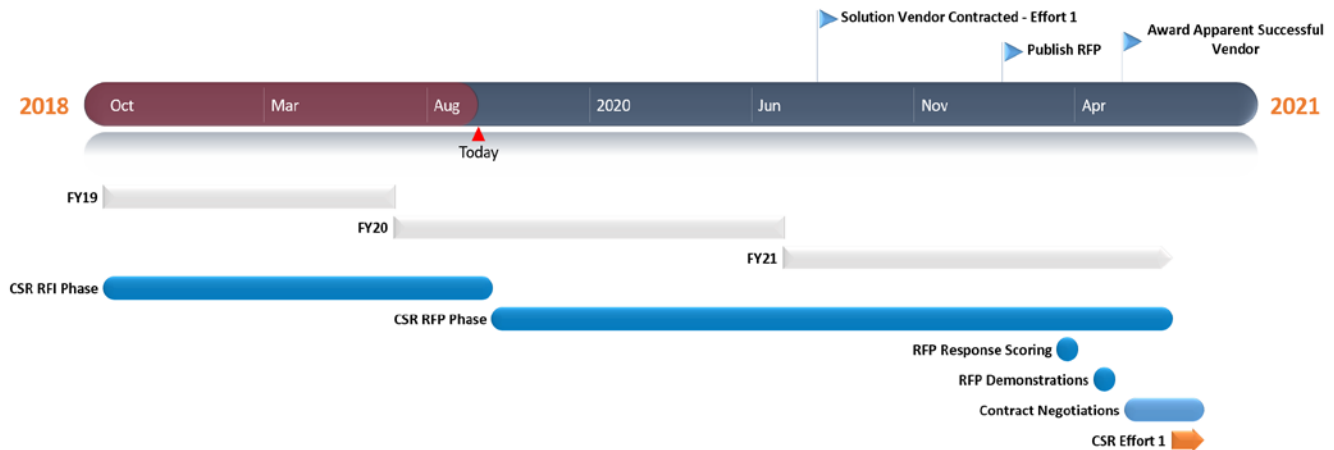 Solution Vendor Contracted - Effort 1
Publish RFP
Award Apparent Successful
Vendor
2018
Oct
Mar
Aug
2020
Jun
Nov
Apr
2021
Today
FY19
FY20
FY21
CSR RFI Phase
CSR RFP Phase
RFP Response Scoring
RFP Demonstrations
Contract Negotiations
CSR Effort 1